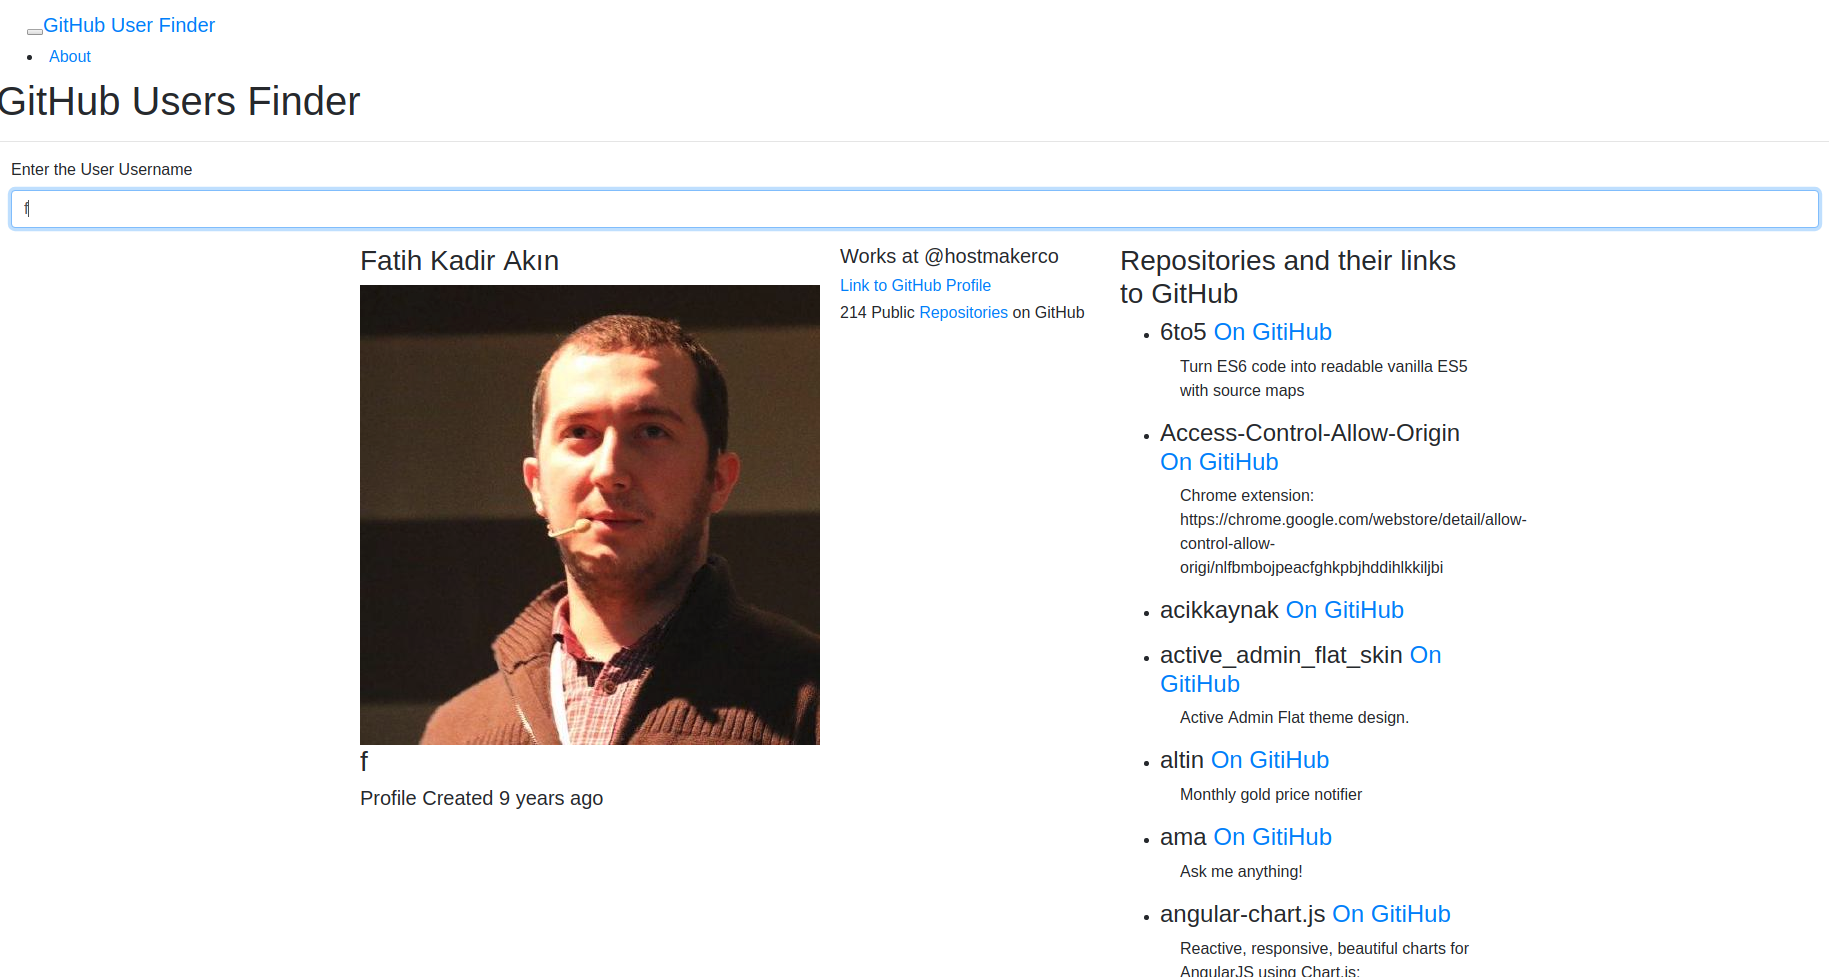 GitHub User Finder
About
GitHub Users Finder
Enter the User Username
f
Fatih Kadir Akın
f
Profile Created 9 years ago
Works at @hostmakerco
Link to GitHub Profile
214 Public Repositories on GitHub
Repositories and their links
to GitHub
6to5 On GitiHub
Turn ES6 code into readable vanilla ES5
with source maps
Access-Control-Allow-Origin
On GitiHub
Chrome extension:
https://chrome.google.com/webstore/detail/allow-
control-allow-
origi/nlfbmbojpeacfghkpbjhddihlkkiljbi
acikkaynak On GitiHub
active_admin_flat_skin On
GitiHub
Active Admin Flat theme design.
altin On GitiHub
Monthly gold price notifier
ama On GitiHub
Ask me anything!
angular-chart.js On GitiHub
Reactive, responsive, beautiful charts for
AngularJS using Chart.js: